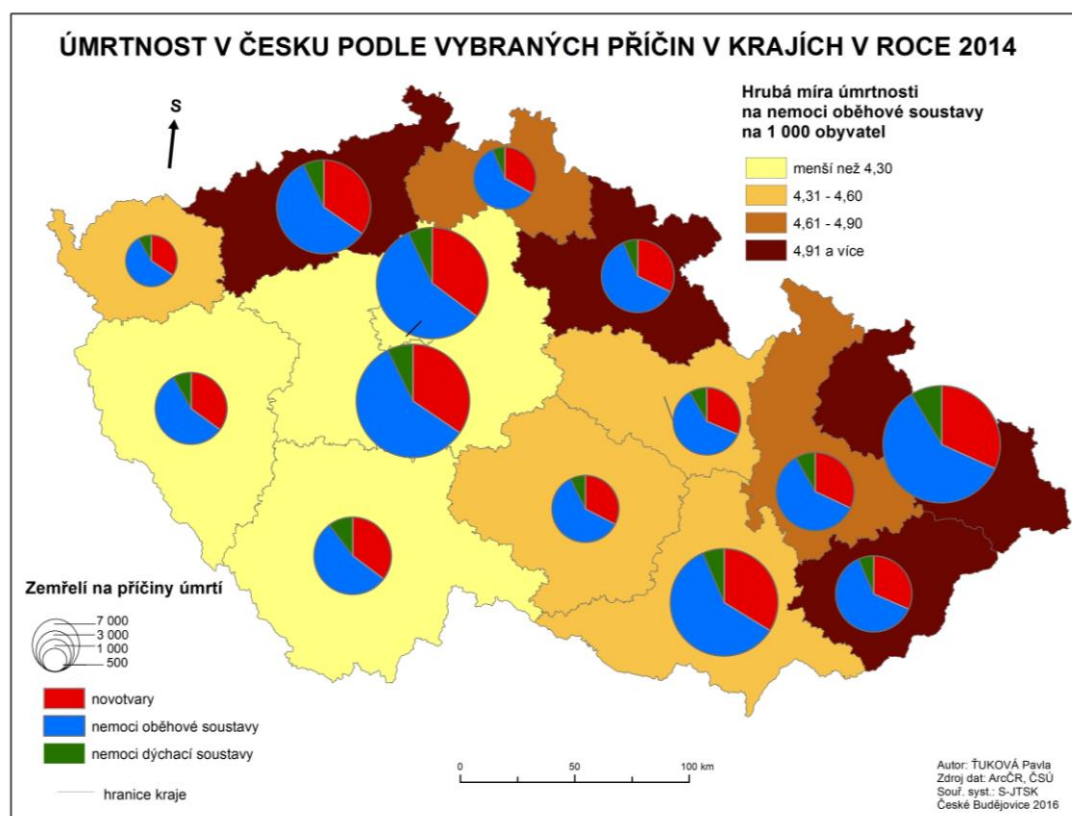 ÚMRTNOST V ČESKU PODLE VYBRANÝCH PŘÍČIN V KRAJÍCH V ROCE 2014
S
Hrubá míra úmrtnosti
na nemoci oběhové soustavy
na 1 000 obyvatel
menší než 4,30
4,31 - 4,60
4,61 - 4,90
4,91 a více
Zemřelí na příčiny úmrtí
7 000
3 000
1 000
500
novotvary
nemoci oběhové soustavy
nemoci dýchací soustavy
hranice kraje
0 50 100 km
Autor: ŤUKOVÁ Pavla
Zdroj dat: ArcČR, ČSÚ
Souř. syst.: S-JTSK
České Budějovice 2016